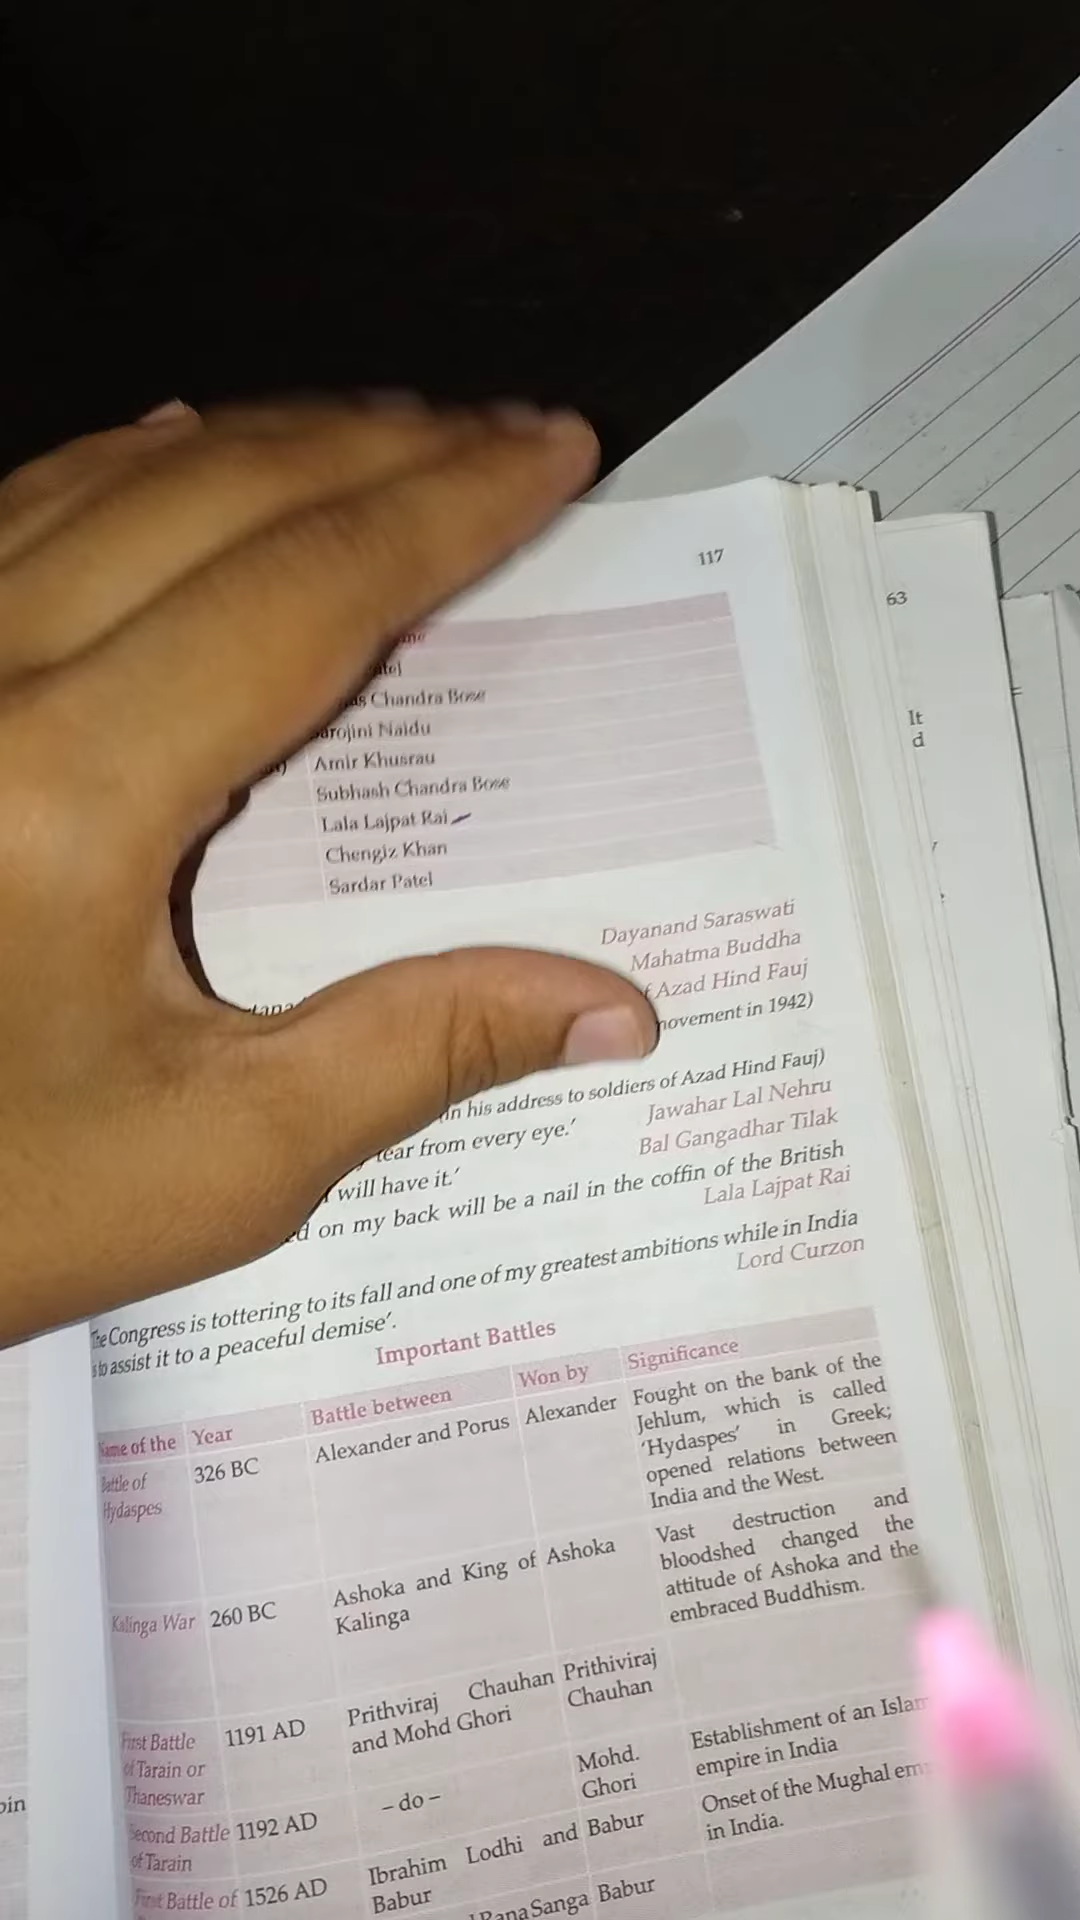 117
63
It
d
Chandra Bose
Sarojini Naidu
Amir Khusrau
Subhash Chandra Bose
Lala Lajpat Rai
Chengiz Khan
Sardar Patel
Dayanand Saraswati
Mahatma Buddha
Azad Hind Fauj
movement in 1942)
in his address to soldiers of Azad Hind Fauj)
Jawahar Lal Nehru
tear from every eye.'
Bal Gangadhar Tilak
will have it.'
on my back will be a nail in the coffin of the British
Lala Lajpat Rai
Congress is tottering to its fall and one of my greatest ambitions while in India
to assist it to a peaceful demise'.
Lord Curzon
Important Battles
Name of the Year Battle between Won by Significance
Battle of 326 BC Alexander and Porus Alexander Fought on the bank of the
Hydaspes Jehlum, which is called
'Hydaspes' in Greek;
opened relations between
India and the West.
Kalinga War 260 BC Ashoka and King of Ashoka Vast destruction and
Kalinga bloodshed changed the
attitude of Ashoka and the
embraced Buddhism.
First Battle 1191 AD Prithviraj Chauhan Prithiviraj
of Tarain or and Mohd Ghori Chauhan
Thaneswar
Second Battle 1192 AD – do – Mohd. Establishment of an
of Tarain Ghori empire in India
First Battle of 1526 AD Ibrahim Lodhi and Babur Onset of the Mughal
Babur in India.
Rana Sanga Babur